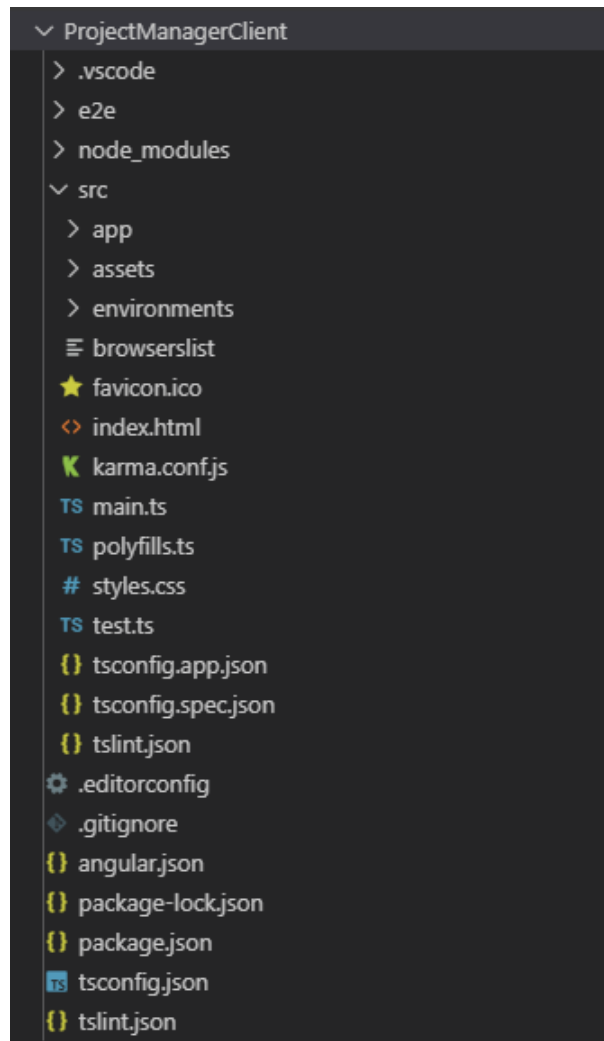 ProjectManagerClient
.vscode
e2e
node_modules
src
app
assets
environments
browserslist
favicon.ico
index.html
karma.conf.js
TS main.ts
TS polyfills.ts
# styles.css
TS test.ts
{} tsconfig.app.json
{} tsconfig.spec.json
{} tslint.json
.editorconfig
.gitignore
{} angular.json
{} package-lock.json
{} package.json
TS tsconfig.json
{} tslint.json